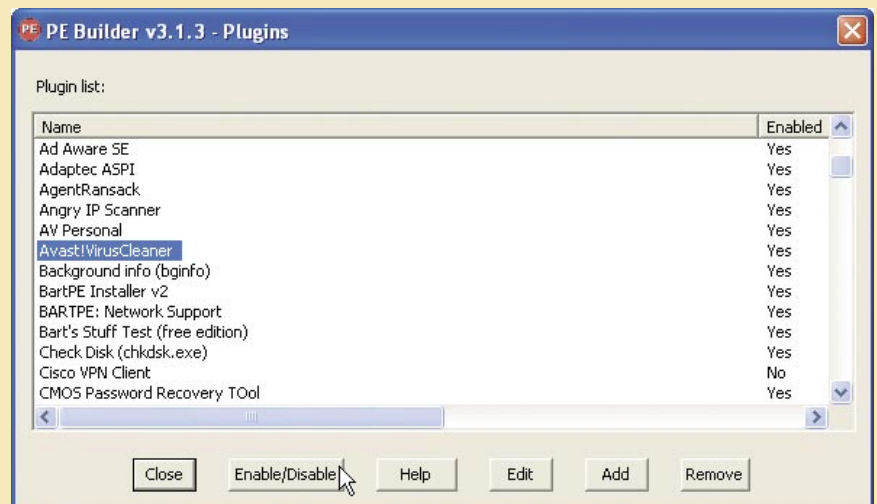 PE PE Builder v3.1.3 - Plugins
Plugin list:
Name Enabled
Ad Aware SE Yes
Adaptec ASPI Yes
AgentRansack Yes
Angry IP Scanner Yes
AV Personal Yes
Avast!VirusCleaner Yes
Background info (bginfo) Yes
BartPE Installer v2 Yes
BARTPE: Network Support Yes
Bart's Stuff Test (free edition) Yes
Check Disk (chkdsk.exe) Yes
Cisco VPN Client No
CMOS Password Recovery TOol Yes
Close Enable/Disable Help Edit Add Remove